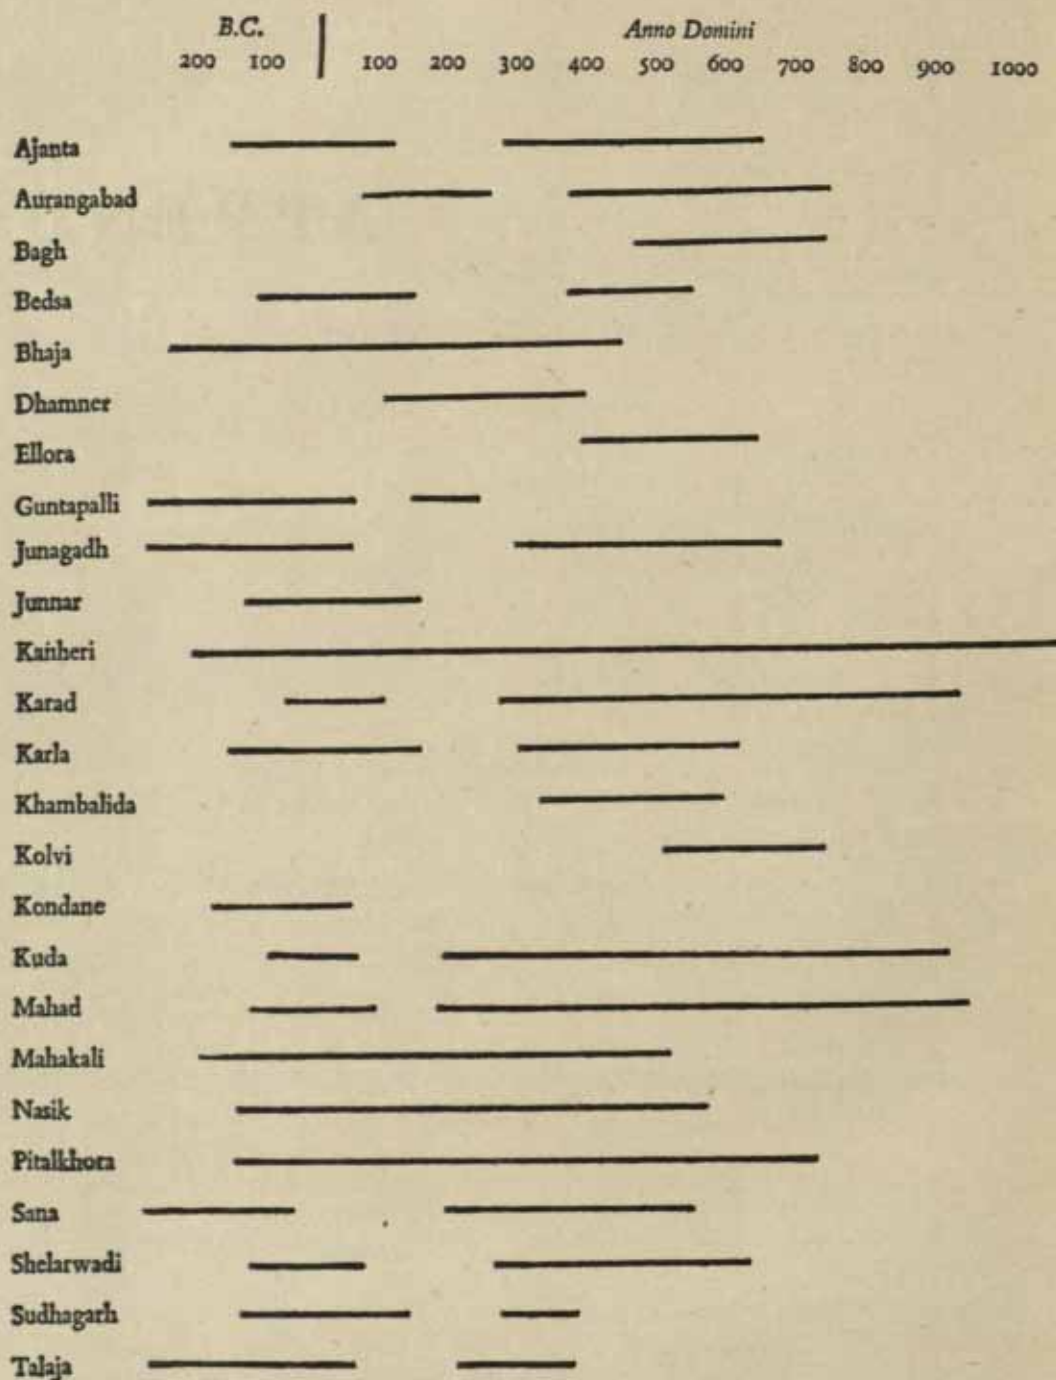 B.C. Anno Domini
200 100 100 200 300 400 500 600 700 800 900 1000
Ajanta
Aurangabad
Bagh
Bedsa
Bhaja
Dhamner
Ellora
Guntapalli
Junagadh
Junnar
Kanheri
Karad
Karla
Khambalida
Kolvi
Kondane
Kuda
Mahad
Mahakali
Nasik
Pitalkhora
Sana
Shelarwadi
Sudhagarh
Talaja